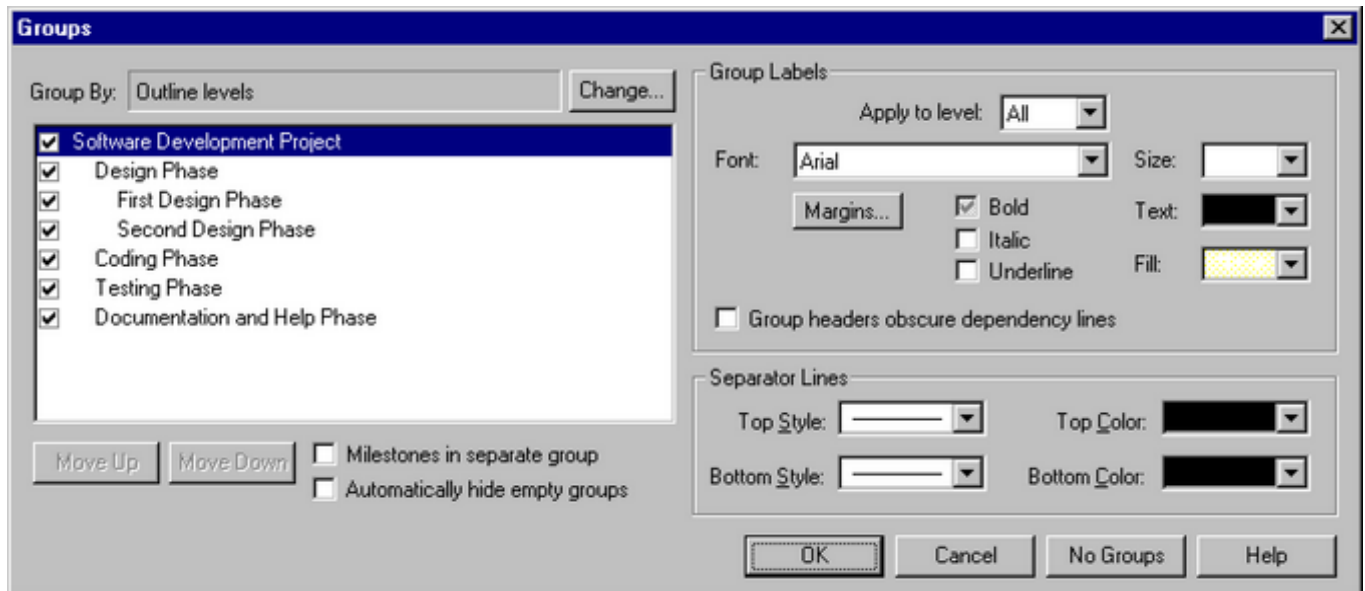 Groups
Group By: Outline levels Change...
Software Development Project
Design Phase
First Design Phase
Second Design Phase
Coding Phase
Testing Phase
Documentation and Help Phase
Move Up Move Down
Milestones in separate group
Automatically hide empty groups
Group Labels
Apply to level: All
Font: Arial Size:
Margins... Bold Text:
Italic
Underline Fill:
Group headers obscure dependency lines
Separator Lines
Top Style: Top Color:
Bottom Style: Bottom Color:
OK Cancel No Groups Help